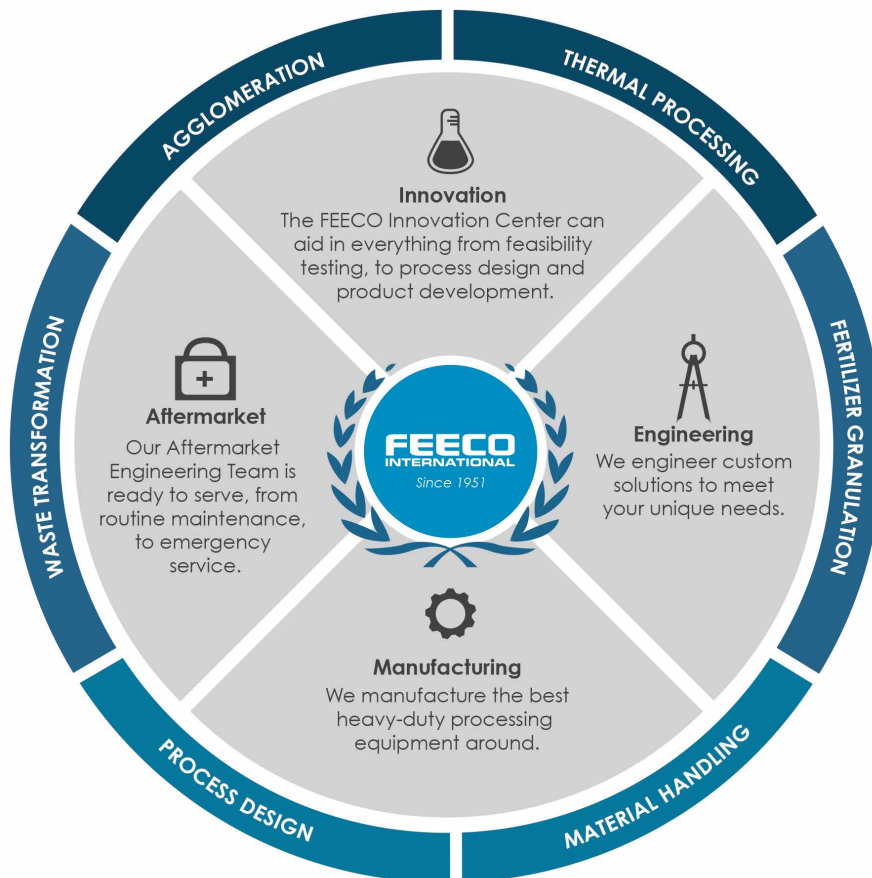 AGGLOMERATION
THERMAL PROCESSING
FERTILIZER GRANULATION
MATERIAL HANDLING
PROCESS DESIGN
WASTE TRANSFORMATION
Innovation
The FEECO Innovation Center can
aid in everything from feasibility
testing, to process design and
product development.
Aftermarket
Our Aftermarket
Engineering Team is
ready to serve, from
routine maintenance,
to emergency
service.
FEECO
INTERNATIONAL
Since 1951
Engineering
We engineer custom
solutions to meet
your unique needs.
Manufacturing
We manufacture the best
heavy-duty processing
equipment around.